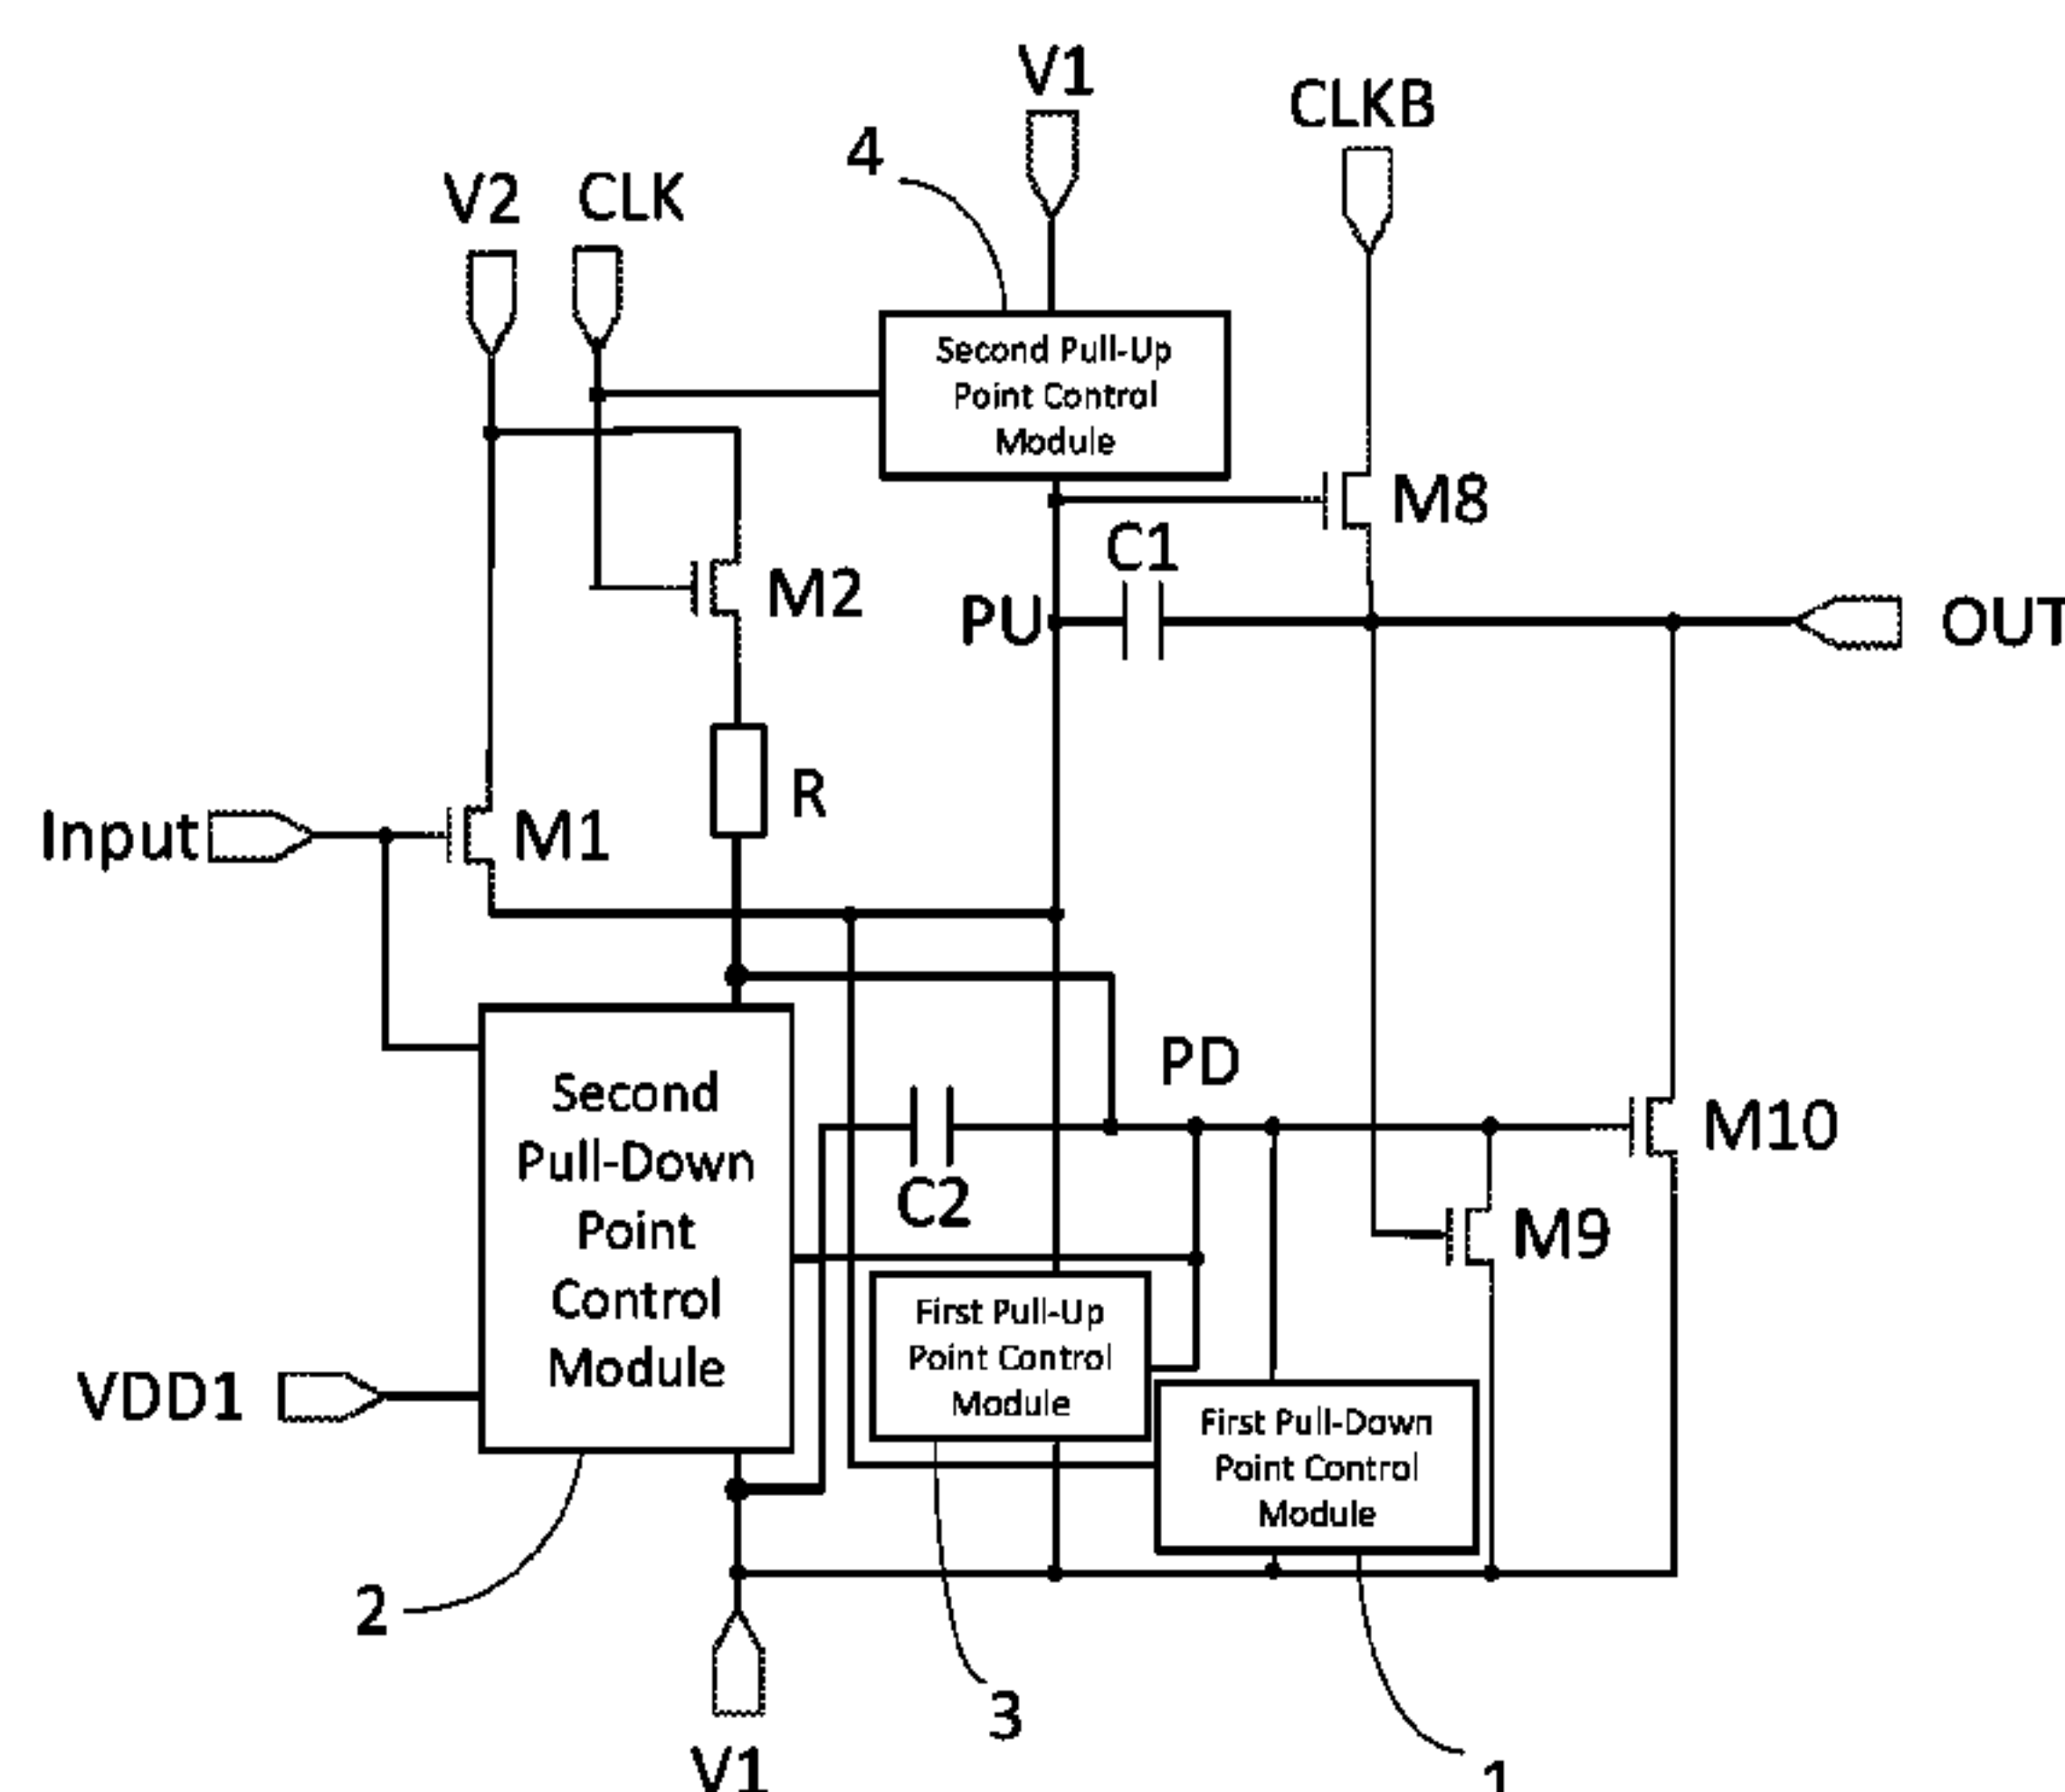 V1
CLKB
4
V2
CLK
Second Pull-Up
Point Control
Module
M8
C1
M2
PU
OUT
R
Input
M1
PD
Second
Pull-Down
Point
Control
Module
M10
C2
M9
First Pull-Up
Point Control
Module
VDD1
First Pull-Down
Point Control
Module
2
3
V1
1